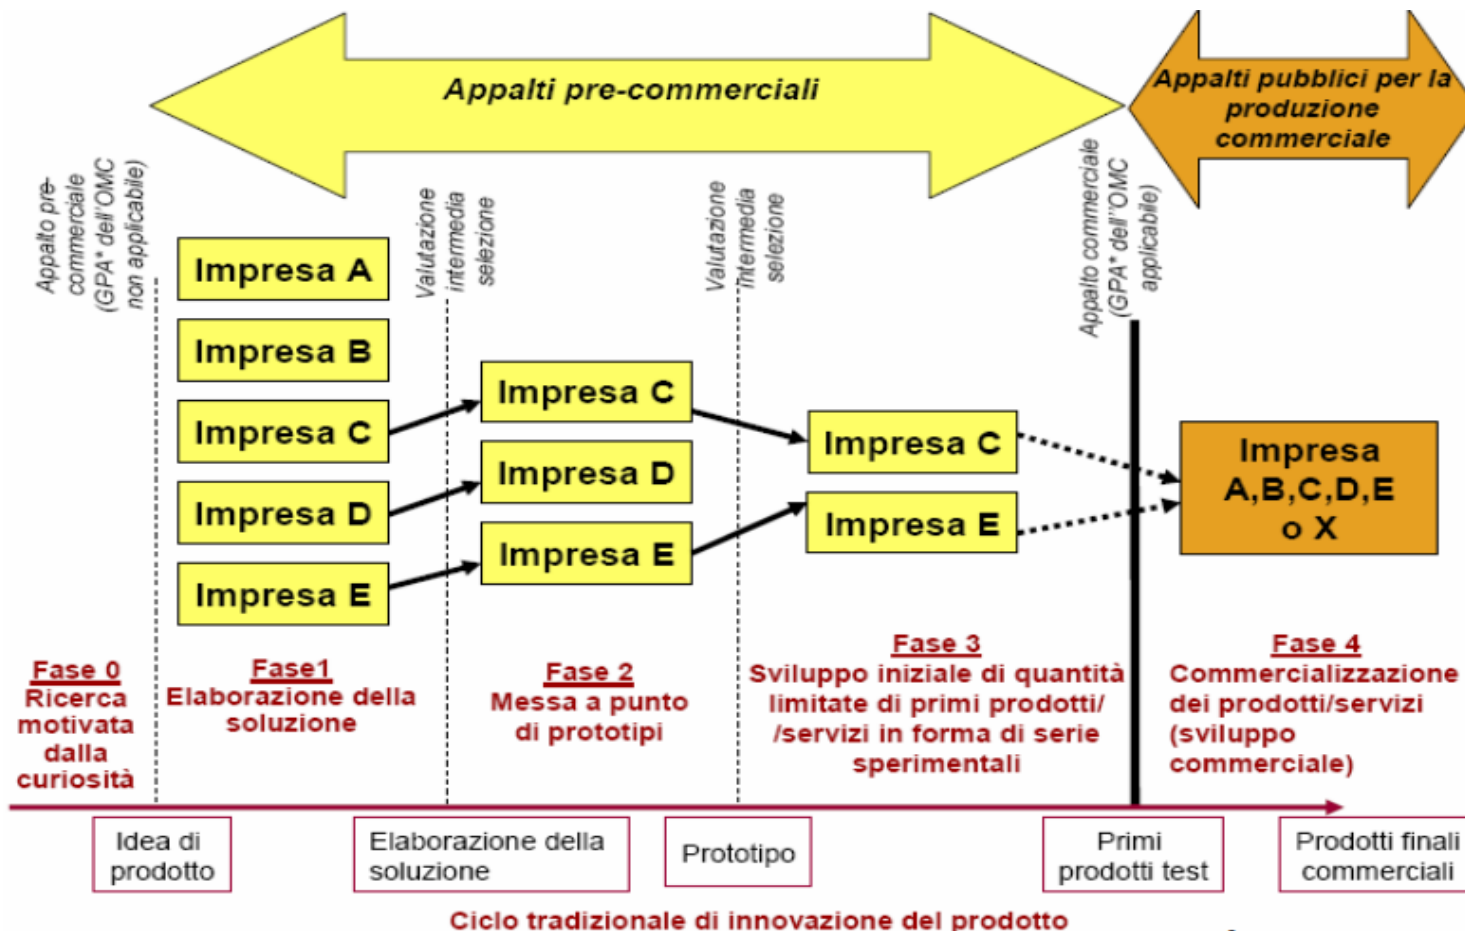 Appalti pre-commerciali
Appalti pubblici per la
produzione
commerciale
Appalto pre-
commerciale
(GPA* dell'OMC
non applicabile)
Valutazione
intermedia
selezione
Valutazione
Intermedia
selezione
Appalto commerciale
(GPA* dell''OMC
applicabile)
Impresa A
Impresa B
Impresa C
Impresa D
Impresa E
Impresa C
Impresa D
Impresa E
Impresa C
Impresa E
Impresa
A,B,C,D,E
o X
Fase 0
Ricerca
motivata
dalla
curiosità
Fase1
Elaborazione della
soluzione
Fase 2
Messa a punto
di prototipi
Fase 3
Sviluppo iniziale di quantità
limitate di primi prodotti/
/servizi in forma di serie
sperimentali
Fase 4
Commercializzazione
dei prodotti/servizi
(sviluppo
commerciale)
Idea di
prodotto
Elaborazione della
soluzione
Prototipo
Primi
prodotti test
Prodotti finali
commerciali
Ciclo tradizionale di innovazione del prodotto